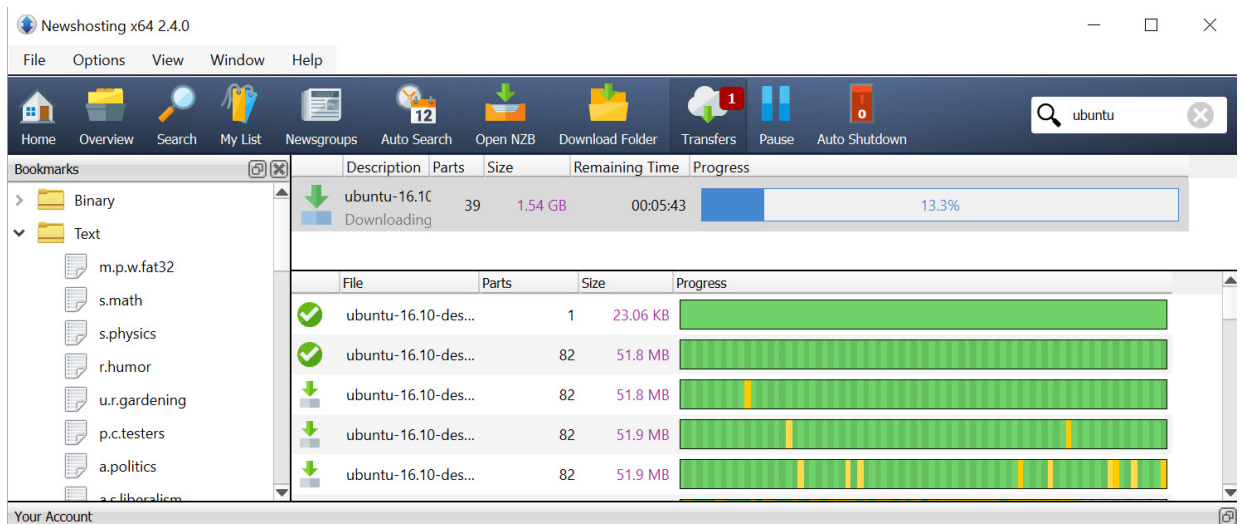 Newshosting x64 2.4.0
File Options View Window Help
12 1 0
Home Overview Search My List Newsgroups Auto Search Open NZB Download Folder Transfers Pause Auto Shutdown ubuntu
Bookmarks
Description Parts Size Remaining Time Progress
Binary
ubuntu-16.10 39 1.54 GB 00:05:43 13.3%
Downloading
Text
m.p.w.fat32
File Parts Size Progress
s.math
ubuntu-16.10-des... 1 23.06 KB
s.physics
ubuntu-16.10-des... 82 51.8 MB
r.humor
ubuntu-16.10-des... 82 51.8 MB
u.r.gardening
ubuntu-16.10-des... 82 51.9 MB
p.c.testers
a.politics
ubuntu-16.10-des... 82 51.9 MB
a.s.liberalism
Your Account